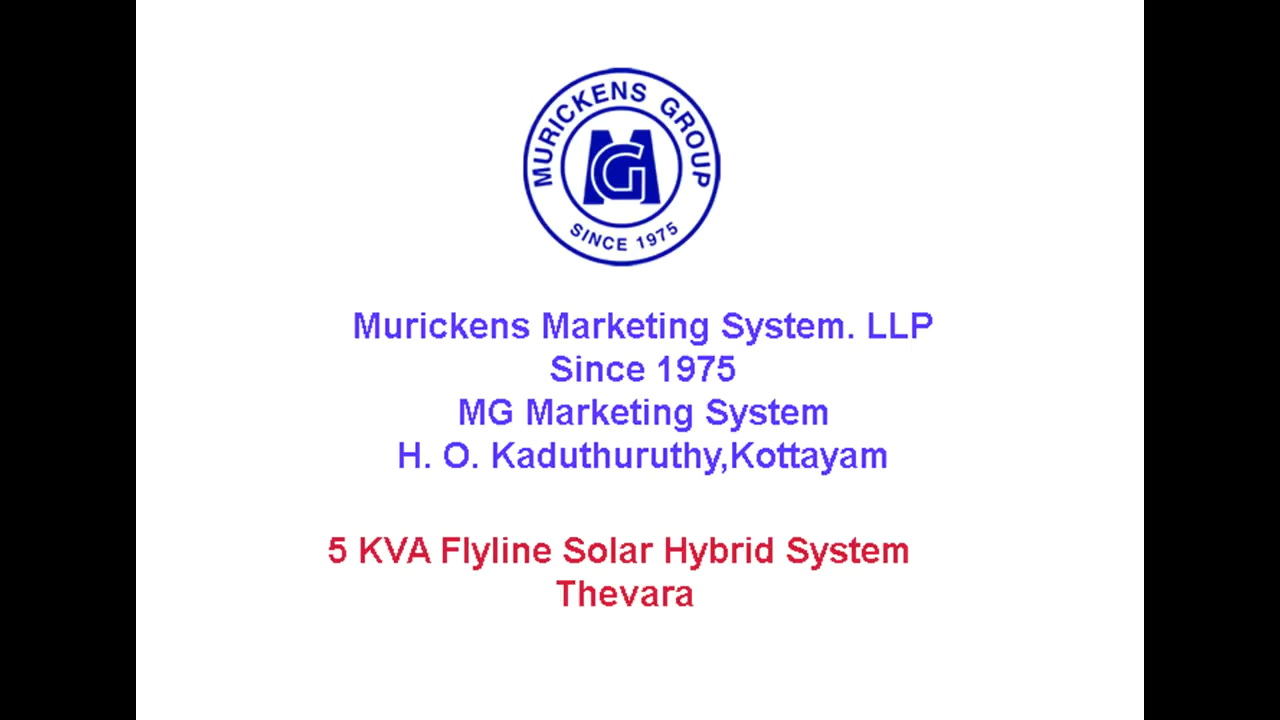 MURICKENS GROUP
MG
SINCE 1975
Murickens Marketing System. LLP
Since 1975
MG Marketing System
H. O. Kaduthuruthy,Kottayam
5 KVA Flyline Solar Hybrid System
Thevara